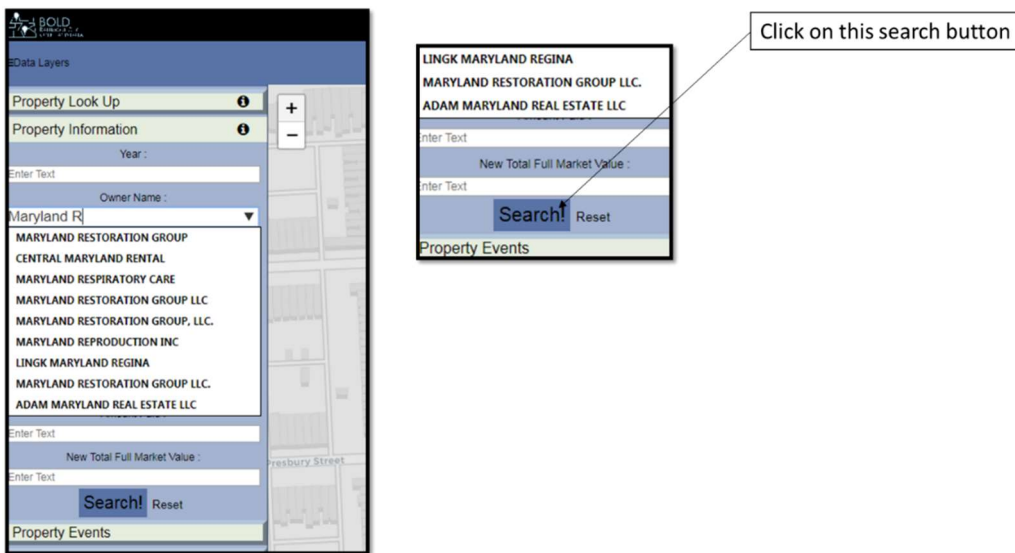 BOLD
Data Layers
Property Look Up
Property Information
Year :
Enter Text
Owner Name :
Maryland R
MARYLAND RESTORATION GROUP
CENTRAL MARYLAND RENTAL
MARYLAND RESPIRATORY CARE
MARYLAND RESTORATION GROUP LLC
MARYLAND RESTORATION GROUP, LLC.
MARYLAND REPRODUCTION INC
LINGK MARYLAND REGINA
MARYLAND RESTORATION GROUP LLC.
ADAM MARYLAND REAL ESTATE LLC
Enter Text
New Total Full Market Value :
Enter Text
Search! Reset
Property Events
+
−
Presbury Street
LINGK MARYLAND REGINA
MARYLAND RESTORATION GROUP LLC.
ADAM MARYLAND REAL ESTATE LLC
Enter Text
New Total Full Market Value :
Enter Text
Search! Reset
Property Events
Click on this search button